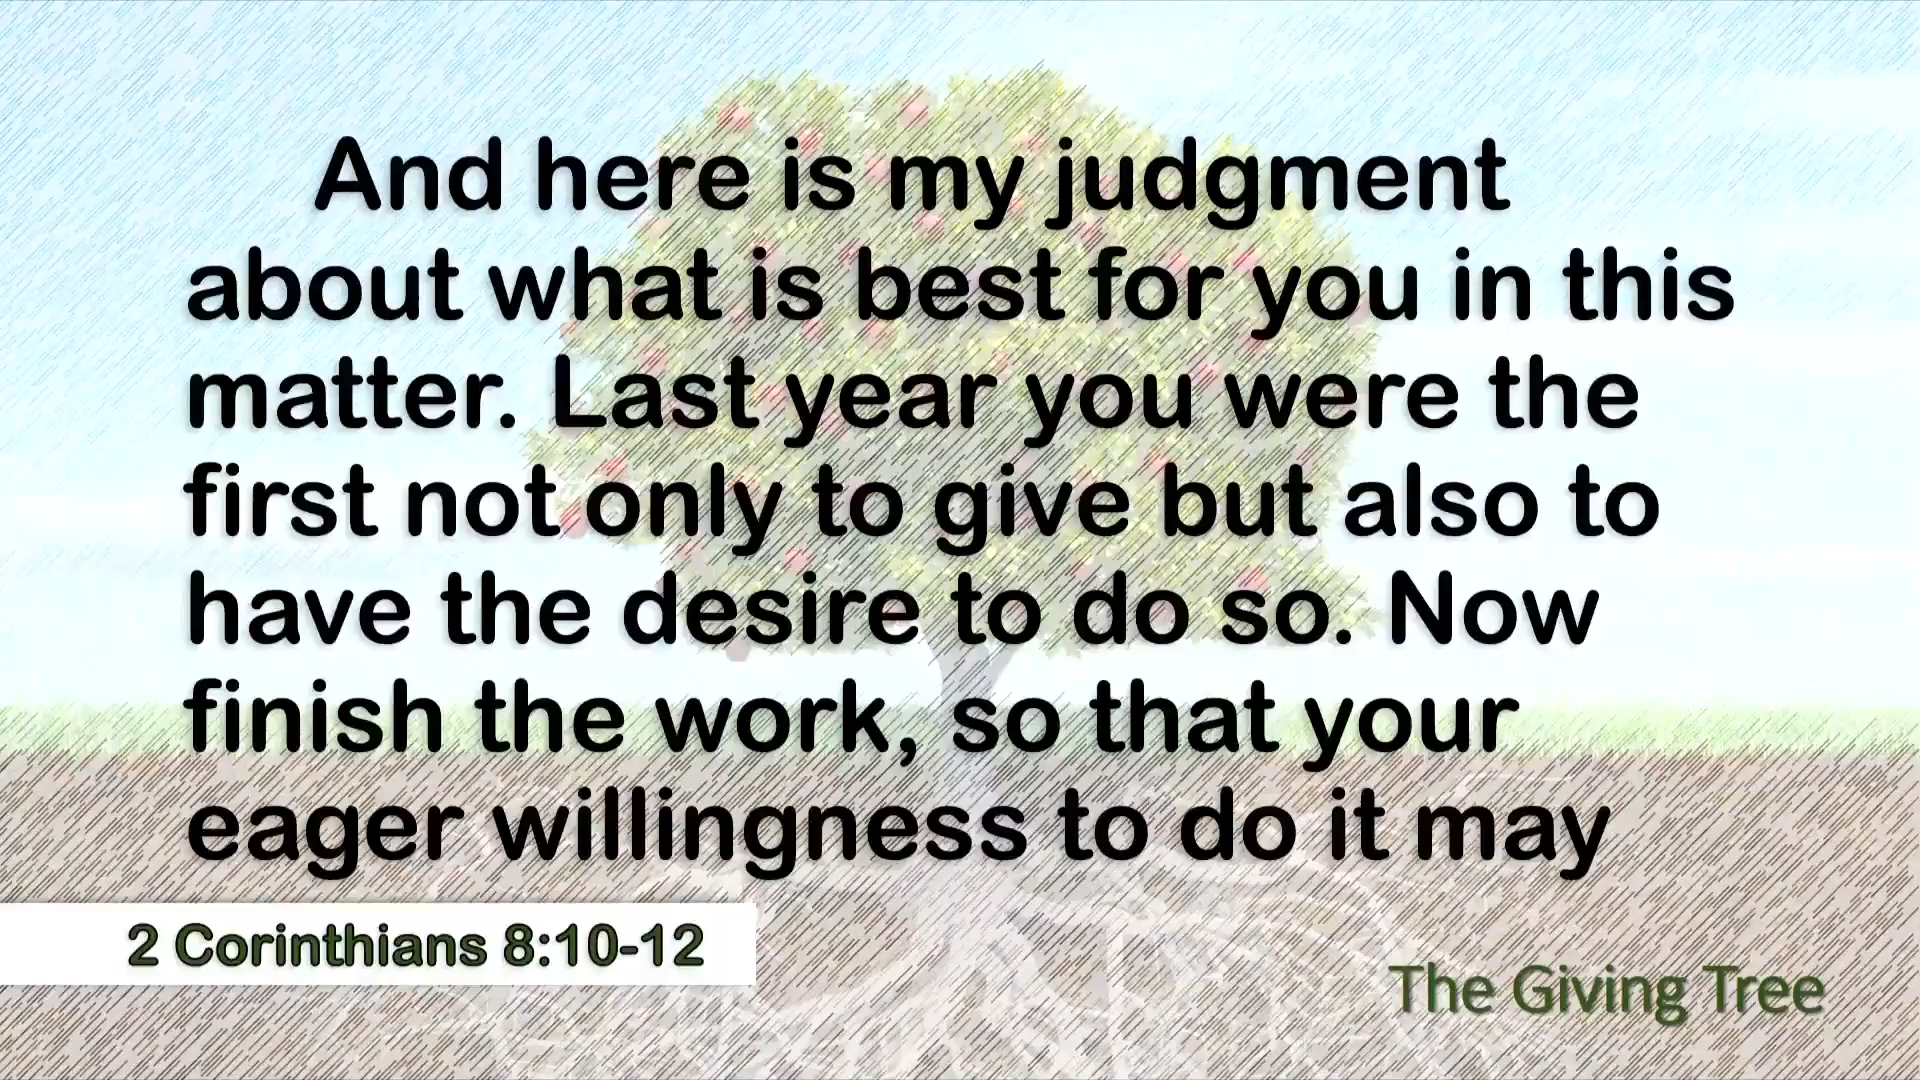 And here is my judgment
about what is best for you in this
matter. Last year you were the
first not only to give but also to
have the desire to do so. Now
finish the work, so that your
eager willingness to do it may
2 Corinthians 8:10-12
The Giving Tree